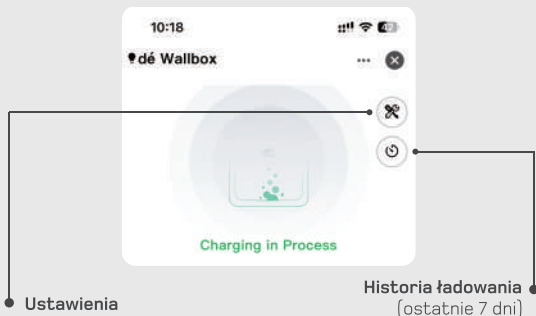 10:18
dé Wallbox
Charging in Process
Ustawienia
Historia ładowania
(ostatnie 7 dni)